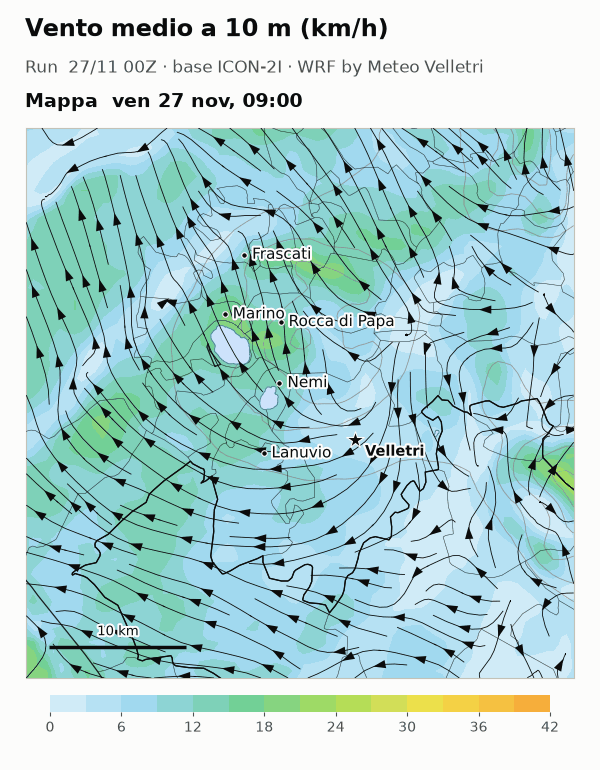 Vento medio a 10 m (km/h)
Run  27/11 00Z · base ICON-2I · WRF by Meteo Velletri
Mappa  ven 27 nov, 09:00
Frascati
Marino
Rocca di Papa
Nemi
Velletri
Lanuvio
10 km
0 6 12 18 24 30 36 42